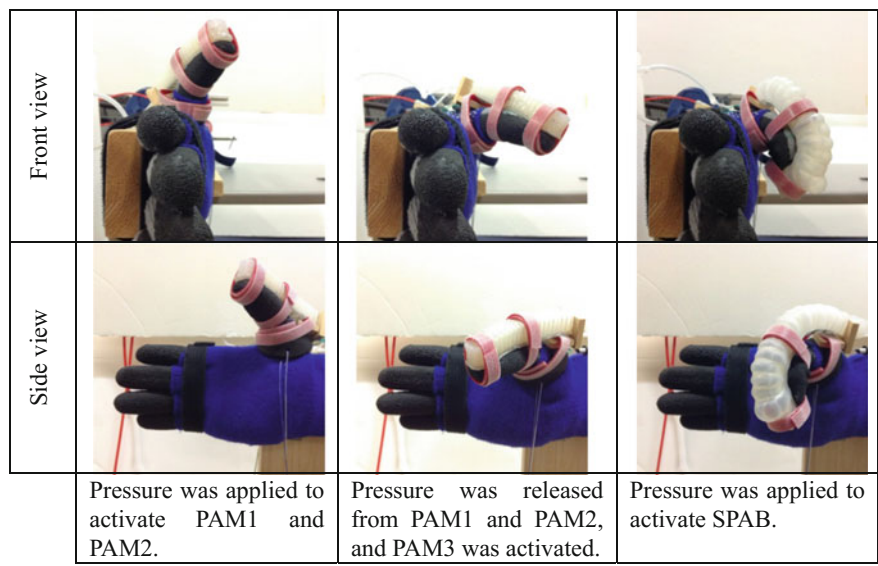 Front view
Side view
Pressure was applied to
activate PAM1 and
PAM2.
Pressure was released
from PAM1 and PAM2,
and PAM3 was activated.
Pressure was applied to
activate SPAB.